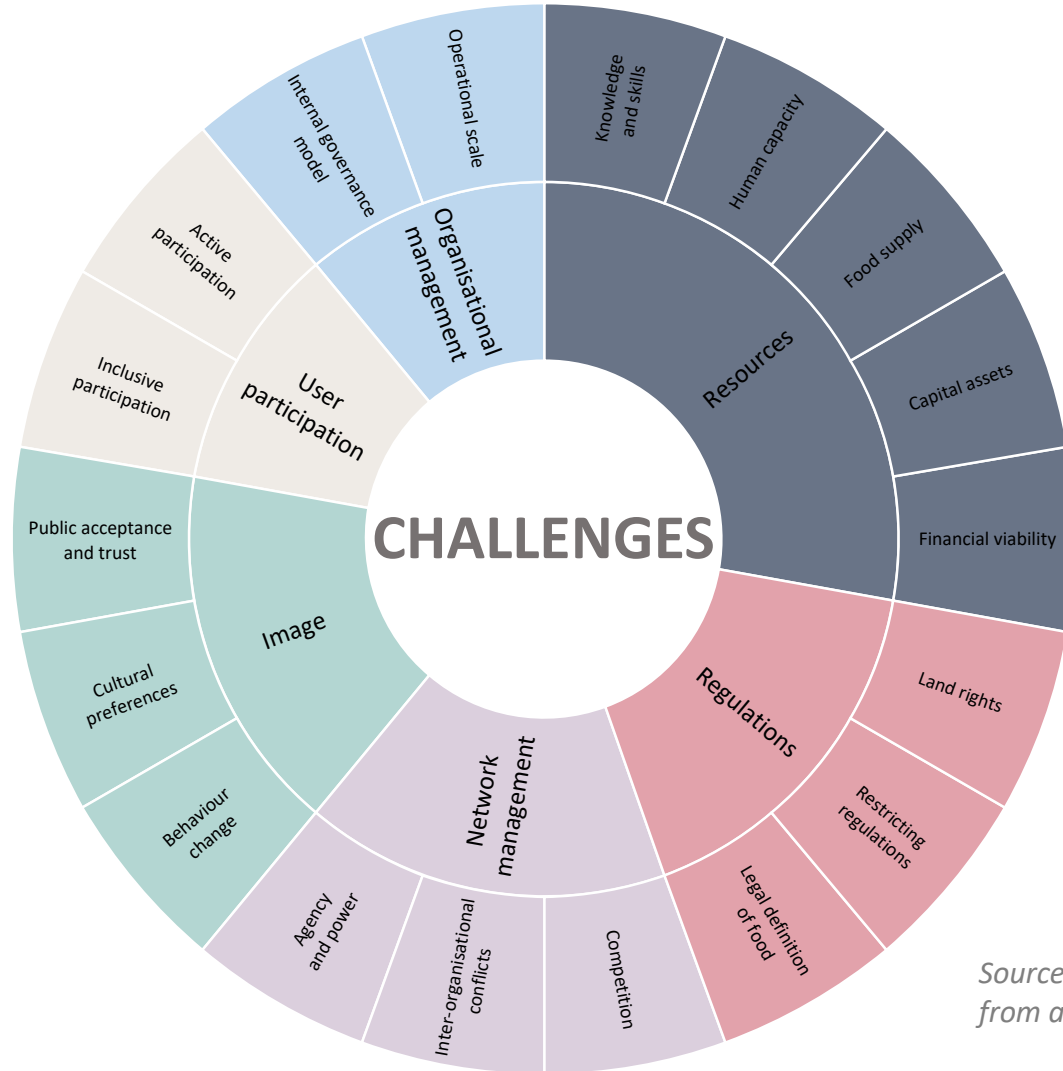 CHALLENGES
Resources
Knowledge
and skills
Human capacity
Food supply
Capital assets
Financial viability
Regulations
Land rights
Restricting
regulations
Legal definition
of food
Network
management
Competition
Inter-organisational
conflicts
Agency
and power
Image
Behaviour
change
Cultural
preferences
Public acceptance
and trust
User
participation
Inclusive
participation
Active
participation
Organisational
management
Internal governance
model
Operational scale
Source
from a